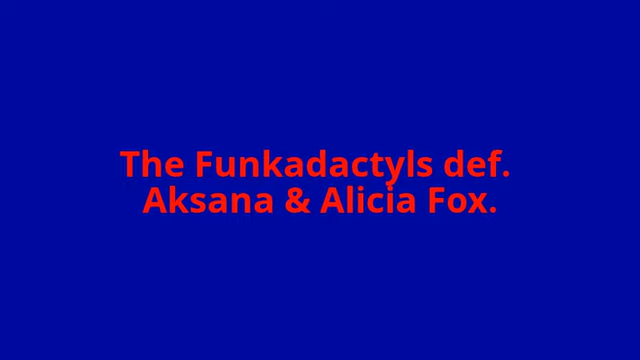 The Funkadactyls def.
Aksana & Alicia Fox.